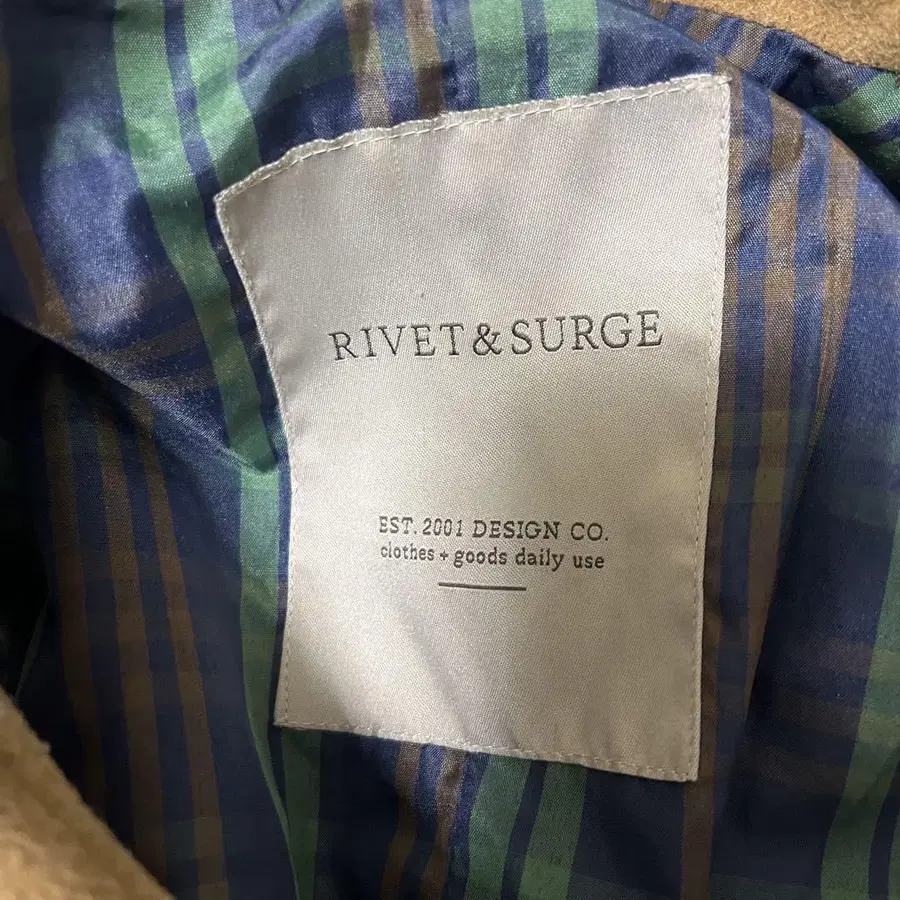 RIVET&SURGE
EST. 2001 DESIGN CO.
clothes + goods daily use